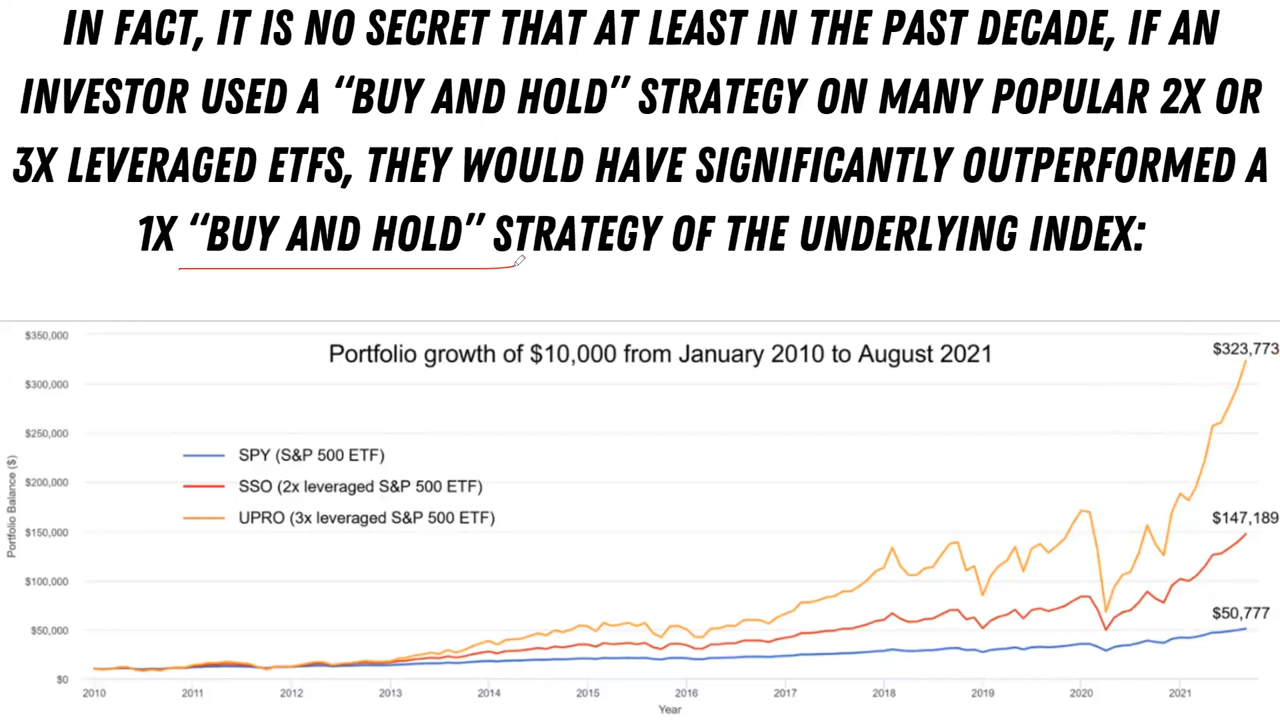 IN FACT, IT IS NO SECRET THAT AT LEAST IN THE PAST DECADE, IF AN
INVESTOR USED A “BUY AND HOLD” STRATEGY ON MANY POPULAR 2X OR
3X LEVERAGED ETFS, THEY WOULD HAVE SIGNIFICANTLY OUTPERFORMED A
1X “BUY AND HOLD” STRATEGY OF THE UNDERLYING INDEX:
Portfolio growth of $10,000 from January 2010 to August 2021
$350,000
$300,000
$250,000
$200,000
$150,000
$100,000
$50,000
$0
Portfolio Balance ($)
SPY (S&P 500 ETF)
SSO (2x leveraged S&P 500 ETF)
UPRO (3x leveraged S&P 500 ETF)
$323,773
$147,189
$50,777
2010 2011 2012 2013 2014 2015 2016 2017 2018 2019 2020 2021
Year